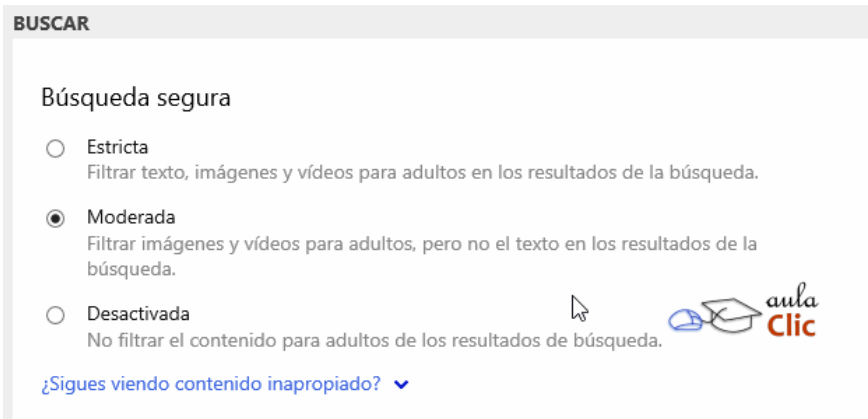 BUSCAR
Búsqueda segura
Estricta
Filtrar texto, imágenes y vídeos para adultos en los resultados de la búsqueda.
Moderada
Filtrar imágenes y vídeos para adultos, pero no el texto en los resultados de la
búsqueda.
Desactivada
No filtrar el contenido para adultos de los resultados de búsqueda.
aula
Clic
¿Sigues viendo contenido inapropiado?